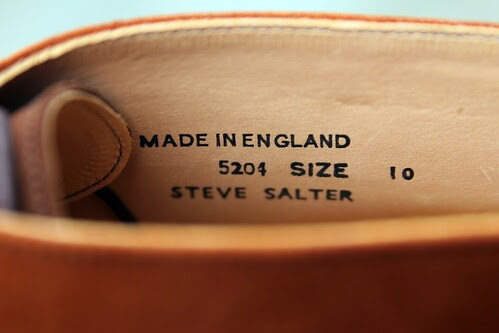 MADE IN ENGLAND
5204 SIZE 10
STEVE SALTER